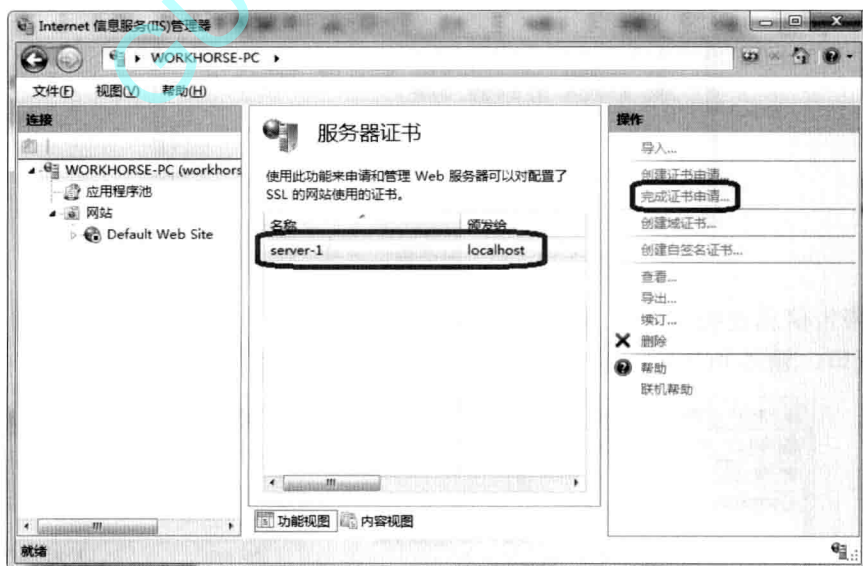 Internet 信息服务(IIS)管理器
WORKHORSE-PC
文件(F) 视图(V) 帮助(H)
连接
WORKHORSE-PC (workhors
应用程序池
网站
Default Web Site
服务器证书
使用此功能来申请和管理 Web 服务器可以对配置了
SSL 的网站使用的证书。
名称 颁发给
server-1 localhost
功能视图 内容视图
操作
导入...
创建证书申请...
完成证书申请...
创建域证书...
创建自签名证书...
查看...
导出...
续订...
删除
帮助
联机帮助
就绪